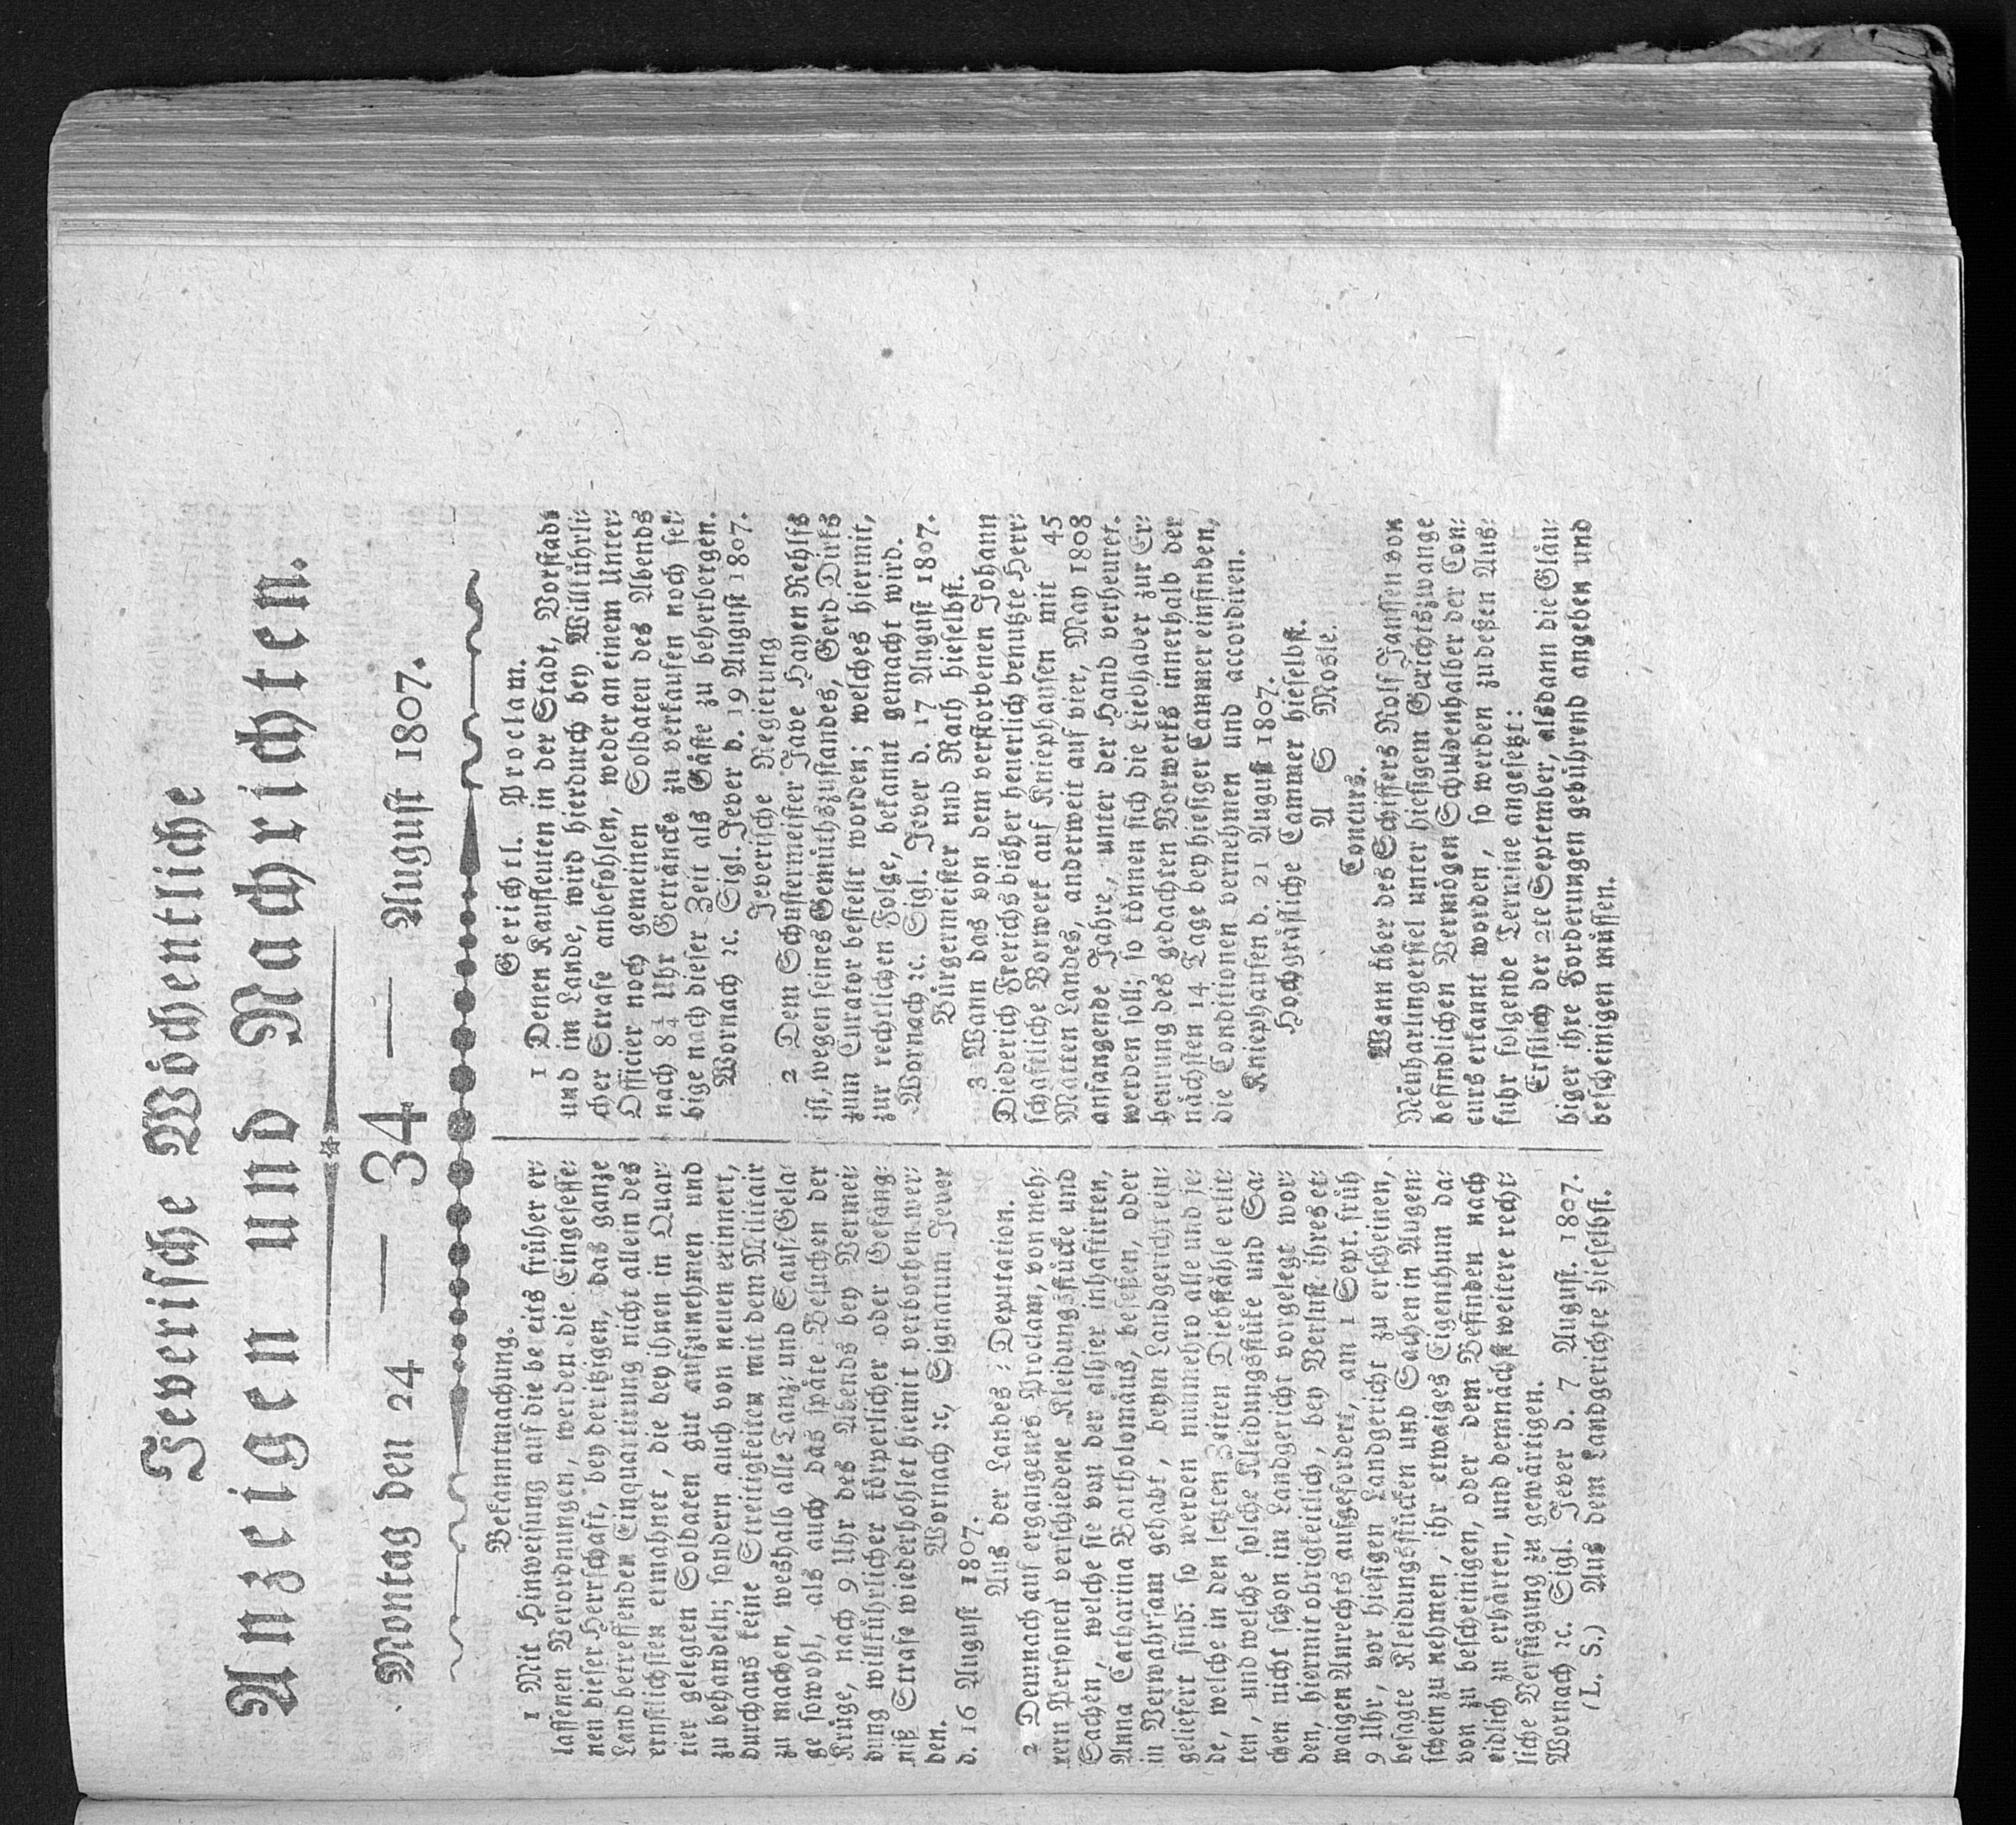 Jeverische Wöchentliche
Anzeigen und Nachrichten.
Montag den 24 — 34 — August 1807.
Bekanntmachung.
1 Mit Hinweisung auf die bereits früher er-
lassenen Verordnungen, werden die Eingesesse-
nen dieser Herrschaft, bey der itzigen, das ganze
Land betreffenden Einquartirung nicht allein des
ernstlichsten ermahnet, die bey ihnen in Quar-
tier gelegten Soldaten gut aufzunehmen und
zu behandeln; sondern auch von neuen erinnert,
durchaus keine Streitigkeiten mit dem Militair
zu machen, weshalb alle Tanz- und Sauf-Gela-
ge sowohl, als auch das späte Besuchen der
Krüge, nach 9 Uhr des Abends bey Vermei-
dung willkührlicher körperlicher oder Gefäng-
niß Strafe wiederhohlet hiemit verbothen wer-
den. Wornach ꝛc, Signatum Jever
d. 16 August 1807.
Aus der Landes-Deputation.
2 Demnach auf ergangenes Proclam, von meh-
rern Personen verschiedene Kleidungsstücke und
Sachen, welche sie von der alhier inhaftirten,
Anna Catharina Bartholomäus, beseßen, oder
in Verwahrsam gehabt, beym Landgericht ein-
geliefert sind: so werden nunmehro alle und je-
de, welche in den letzten Zeiten Diebstähle erlit-
ten, und welche solche Kleidungsstüke und Sa-
chen nicht schon im Landgericht vorgelegt wor-
den, hiermit obrigkeitlich, bey Verlust ihres et-
waigen Anrechts aufgefordert, am 1 Sept. früh
9 Uhr, vor hiesigen Landgericht zu erscheinen,
besagte Kleidungsstücken und Sachen in Augen-
schein zu nehmen, ihr etwaiges Eigenthum da-
von zu bescheinigen, oder dem Befinden nach
eidlich zu erhärten, und demnächst weitere recht-
liche Verfügung zu gewärtigen.
Wornach ꝛc. Sigl. Jever d. 7 August. 1807.
(L. S.) Aus dem Landgerichte hieselbst.
Gerichtl. Proclam.
1 Denen Kaufleuten in der Stadt, Vorstadt
und im Lande, wird hierdurch bey Willkührli-
cher Strafe anbefohlen, weder an einem Unter-
Officier noch gemeinen Soldaten des Abends
nach 8¼ Uhr Geträncke zu verkaufen noch sel-
bige nach dieser Zeit als Gäste zu beherbergen.
Wornach ꝛc. Sigl. Jever d. 19 August 1807.
Jeverische Regierung
2 Dem Schustermeister Jave Hayen Rehlfs
ist, wegen seines Gemüthszustandes, Gerd Dirks
zum Curator bestellt worden; welches hiermit,
zur rechtlichen Folge, bekannt gemacht wird.
Wornach ꝛc. Sigl. Jever d. 17 August 1807.
Bürgermeister und Rath hieselbst.
3 Wann das von dem verstorbenen Johann
Diederich Frerichs bisher heuerlich benutzte Herr-
schaftliche Vorwerk auf Kniephausen mit 45
Matten Landes, anderweit auf vier, May 1808
anfangende Jahre, unter der Hand verheuret.
werden soll; so können sich die Liebhaber zur Er-
heurung des gedachten Vorwerks innerhalb der
nächsten 14 Tage bey hiesiger Cammer einfinden,
die Conditionen vernehmen und accordiren.
Kniephausen d. 21 August 1807.
Hochgräfliche Cammer hieselbst.
A S Mosle.
Concurs.
Wann über des Schiffers Rolf Janssen von
Neuharlingersiel unter hiesigem Gerichtszwange
befindlichen Vermögen Schuldenhalber der Con-
curs erkannt worden, so werden zu deßen Aus-
fuhr folgende Termine angesetzt:
Erstlich der 2te September, alsdann die Gläu-
biger ihre Forderungen gebührend angeben und
bescheinigen müssen.